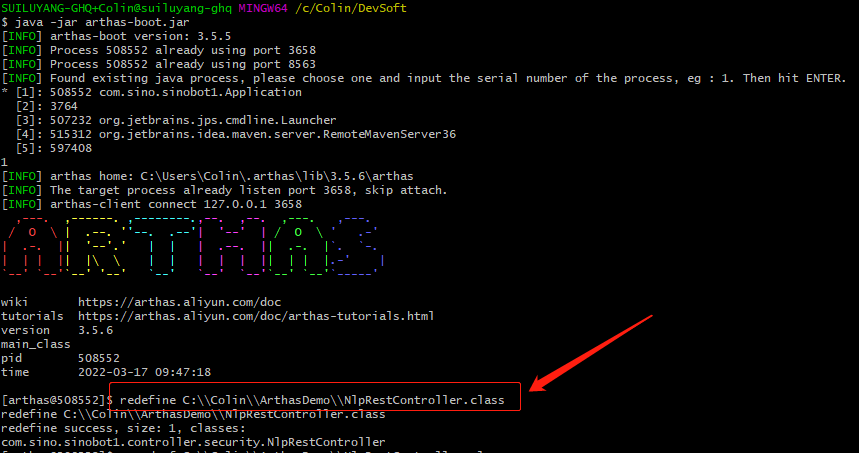 SUILUYANG-GHQ+Colin@suiluyang-ghq MINGW64 /c/Colin/DevSoft
$ java -jar arthas-boot.jar
[INFO] arthas-boot version: 3.5.5
[INFO] Process 508552 already using port 3658
[INFO] Process 508552 already using port 8563
[INFO] Found existing java process, please choose one and input the serial number of the process, eg : 1. Then hit ENTER.
* [1]: 508552 com.sino.sinobot1.Application
[2]: 3764
[3]: 507232 org.jetbrains.jps.cmdline.Launcher
[4]: 515312 org.jetbrains.idea.maven.server.RemoteMavenServer36
[5]: 597408
1
[INFO] arthas home: C:\Users\Colin\.arthas\lib\3.5.6\arthas
[INFO] The target process already listen port 3658, skip attach.
[INFO] arthas-client connect 127.0.0.1 3658
ARTHAS
wiki https://arthas.aliyun.com/doc
tutorials https://arthas.aliyun.com/doc/arthas-tutorials.html
version 3.5.6
main_class
pid 508552
time 2022-03-17 09:47:18
[arthas@508552]$ redefine C:\\Colin\\ArthasDemo\\NlpRestController.class
redefine C:\\Colin\\ArthasDemo\\NlpRestController.class
redefine success, size: 1, classes:
com.sino.sinobot1.controller.security.NlpRestController